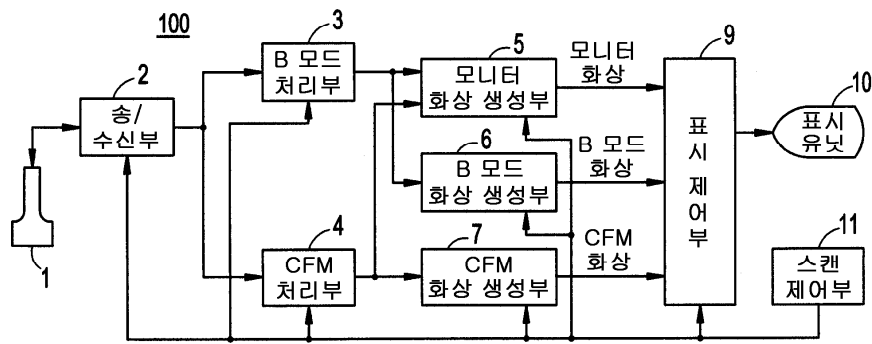 100
1
2
송/
수신부
3
B 모드
처리부
4
CFM
처리부
5
모니터
화상 생성부
6
B 모드
화상 생성부
7
CFM
화상 생성부
모니터
화상
B 모드
화상
CFM
화상
9
표시 제어부
10
표시
유닛
11
스캔
제어부